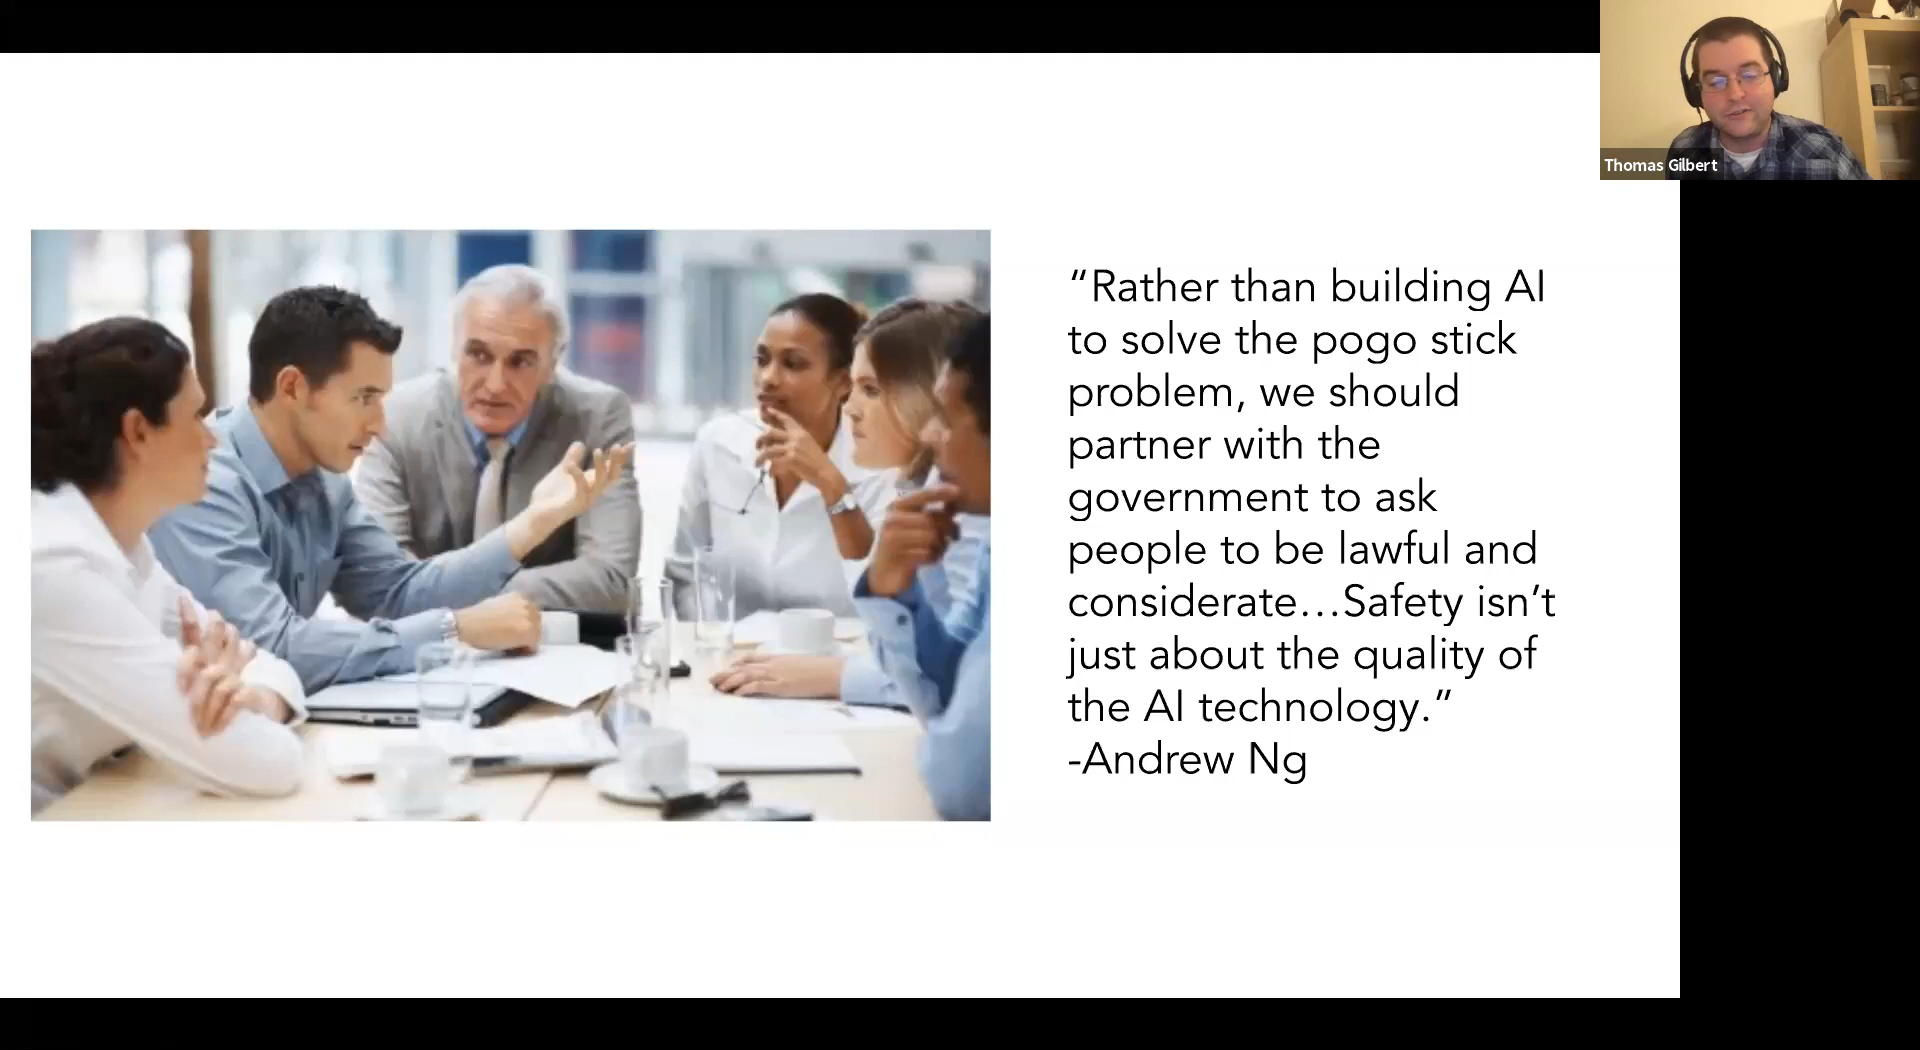 Thomas Gilbert
“Rather than building AI
to solve the pogo stick
problem, we should
partner with the
government to ask
people to be lawful and
considerate…Safety isn’t
just about the quality of
the AI technology.”
-Andrew Ng